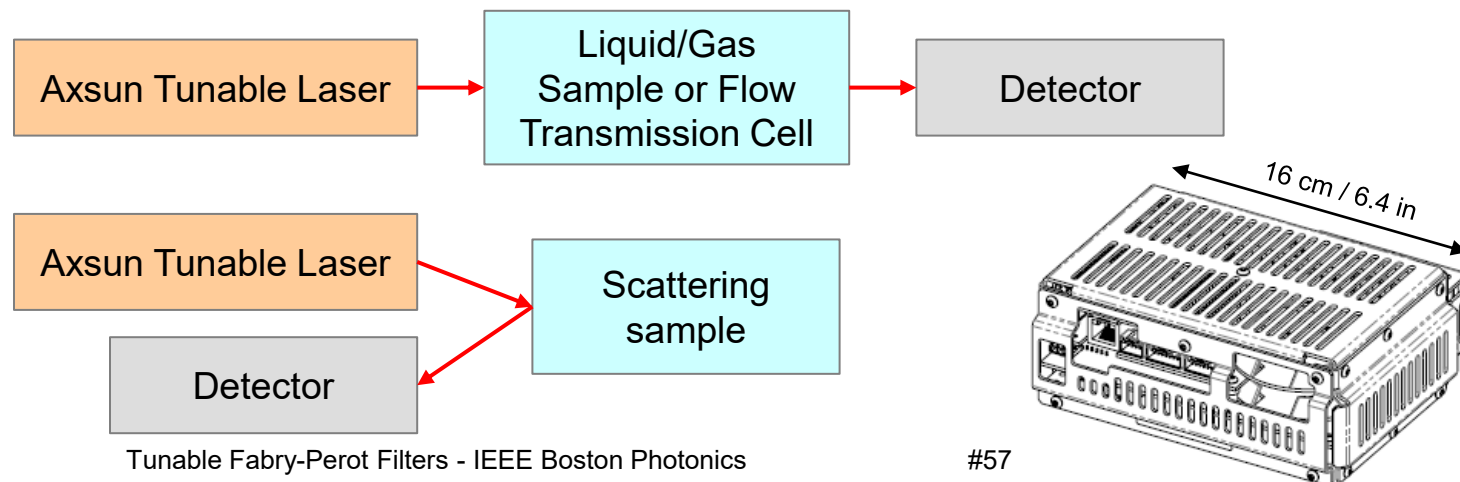 Axsun Tunable Laser
Liquid/Gas
Sample or Flow
Transmission Cell
Detector
16 cm / 6.4 in
Axsun Tunable Laser
Scattering
sample
Detector
Tunable Fabry-Perot Filters - IEEE Boston Photonics
#57